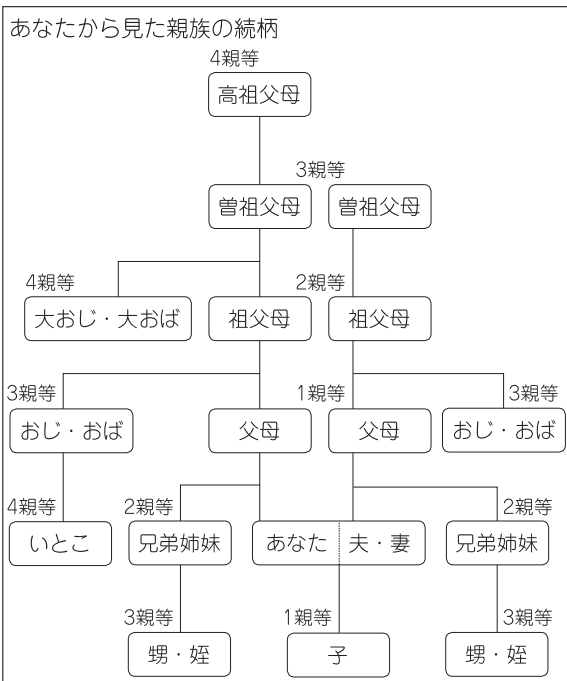 あなたから見た親族の続柄
4親等
高祖父母
3親等
曽祖父母 曽祖父母
4親等 2親等
大おじ・大おば 祖父母 祖父母
3親等 1親等 3親等
おじ・おば 父母 父母 おじ・おば
4親等 2親等 2親等
いとこ 兄弟姉妹 あなた 夫・妻 兄弟姉妹
3親等 1親等 3親等
甥・姪 子 甥・姪